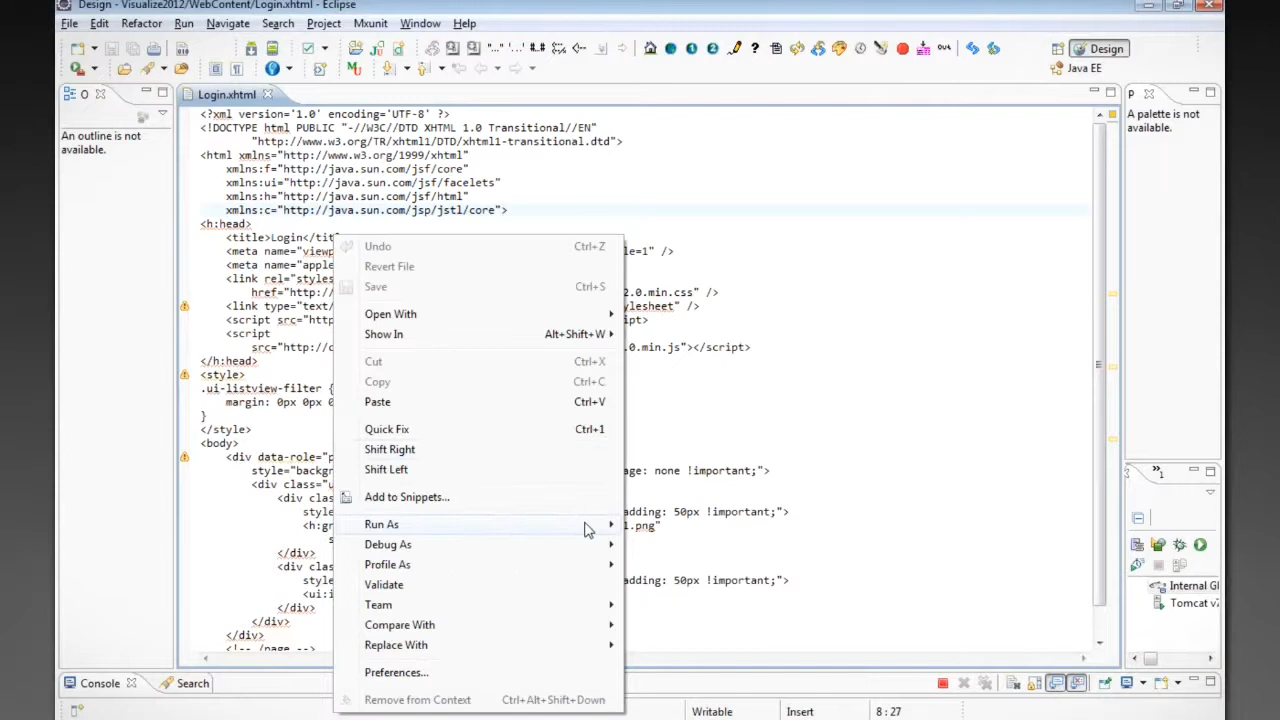 Design - Visualize2012/WebContent/Login.xhtml - Eclipse
File Edit Refactor Run Navigate Search Project Mxunit Window Help
Design
Java EE
O
Login.xhtml
P
An outline is not available.
A palette is not available.
<?xml version='1.0' encoding='UTF-8' ?>
<!DOCTYPE html PUBLIC "-//W3C//DTD XHTML 1.0 Transitional//EN"
"http://www.w3.org/TR/xhtml1/DTD/xhtml1-transitional.dtd">
<html xmlns="http://www.w3.org/1999/xhtml"
xmlns:f="http://java.sun.com/jsf/core"
xmlns:ui="http://java.sun.com/jsf/facelets"
xmlns:h="http://java.sun.com/jsf/html"
xmlns:c="http://java.sun.com/jsp/jstl/core">
<h:head>
<title>Login</titl
<meta name="viewp le=1" />
<meta name="apple
<link rel="styles
href="http:/ 2.0.min.css" />
<link type="text/ ylesheet" />
<script src="http ipt>
<script
src="http://c .0.min.js"></script>
</h:head>
<style>
.ui-listview-filter {
margin: 0px 0px 0
}
</style>
<body>
<div data-role="p
style="backg age: none !important;">
<div class="u
<div clas
style adding: 50px !important;">
<h:gr l.png"
s
</div>
<div clas
style adding: 50px !important;">
<ui:i
</div>
</div>
</div>
<!-- /page -->
Undo Ctrl+Z
Revert File
Save Ctrl+S
Open With
Show In Alt+Shift+W
Cut Ctrl+X
Copy Ctrl+C
Paste Ctrl+V
Quick Fix Ctrl+1
Shift Right
Shift Left
Add to Snippets...
Run As
Debug As
Profile As
Validate
Team
Compare With
Replace With
Preferences...
Remove from Context Ctrl+Alt+Shift+Down
Internal Gl
Tomcat v7
Console Search
Writable Insert 8 : 27